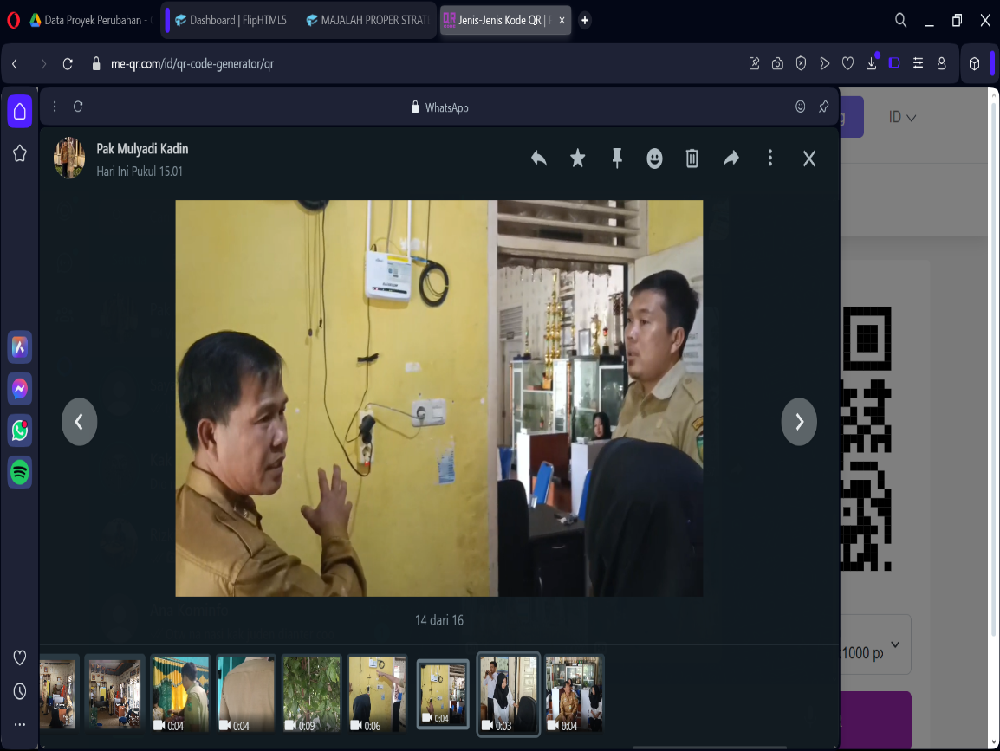 Data Proyek Perubahan -
Dashboard | FlipHTML5
MAJALAH PROPER STRAT
Jenis-Jenis Kode QR |
me-qr.com/id/qr-code-generator/qr
WhatsApp
ID
Pak Mulyadi Kadin
Hari Ini Pukul 15.01
14 dari 16
1000 p
0:04
0:04
0:09
0:06
0:04
0:03
0:04